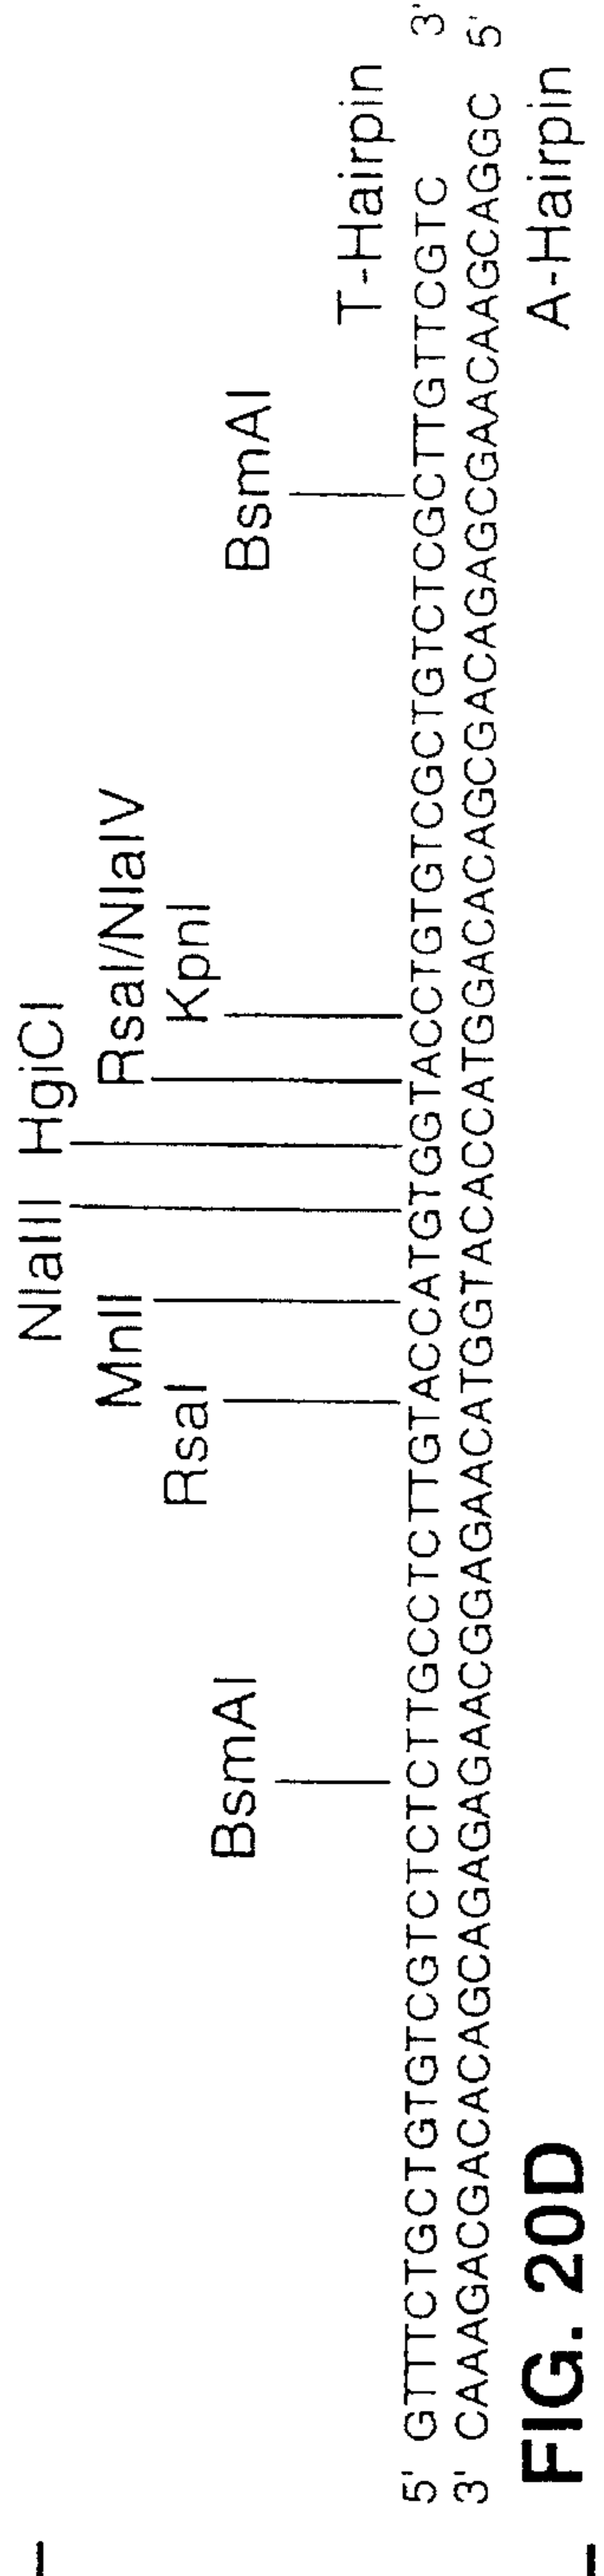 NlaIII HgiCI
MnlI RsaI/NlaIV
RsaI KpnI
BsmAI BsmAI
T-Hairpin
5' GTTTCTGCTGTGTCGTCTCTCTTGCCTCTTGTACCATGTGGTACCTGTGTCGCTGTCTCGCTTGTTCGTC 3'
3' CAAAGACGACACAGCAGAGAGAACGGAGAACATGGTACACCATGGACACAGCGACAGAGCGAACAAGCAGGC 5'
A-Hairpin
FIG. 20D